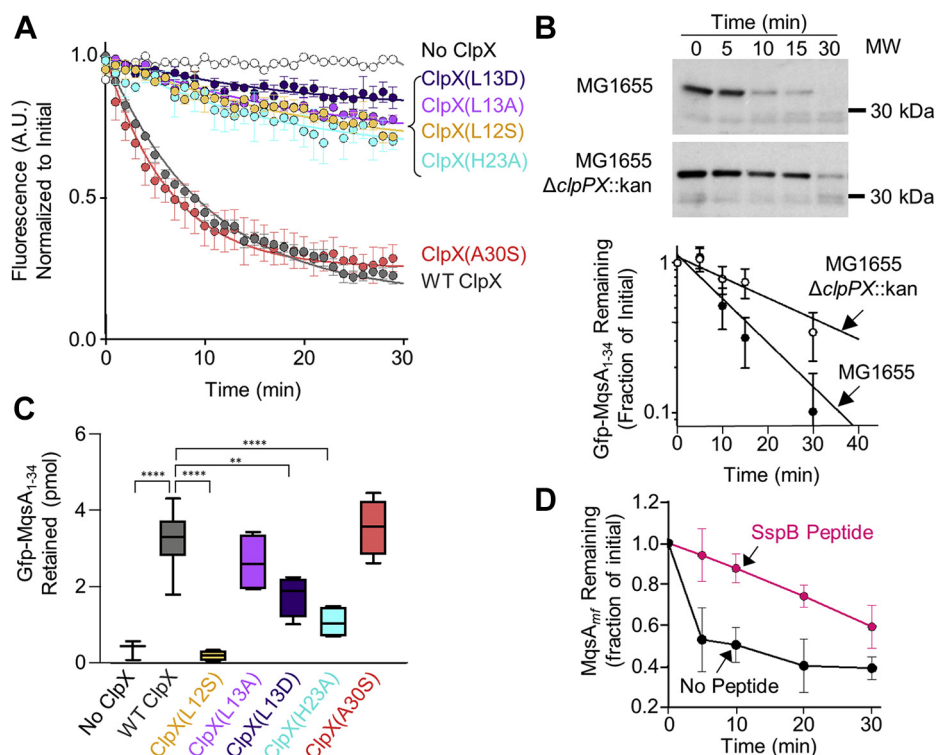 A
Fluorescence (A.U.)
Normalized to Initial
1.0
0.5
0.0
0
10
20
30
Time (min)
No ClpX
ClpX(L13D)
ClpX(L13A)
ClpX(L12S)
ClpX(H23A)
ClpX(A30S)
WT ClpX
B
Time (min)
0 5 10 15 30
MW
MG1655
30 kDa
MG1655
ΔclpPX::kan
30 kDa
Gfp-MqsA1-34 Remaining
(Fraction of Initial)
1
0.1
0
10
20
30
40
Time (min)
MG1655
ΔclpPX::kan
MG1655
C
Gfp-MqsA1-34
Retained (pmol)
6
4
2
0
****
****
**
****
No ClpX
WT ClpX
ClpX(L12S)
ClpX(L13A)
ClpX(L13D)
ClpX(H23A)
ClpX(A30S)
D
MqsAmf Remaining
(fraction of initial)
1.2
1.0
0.8
0.6
0.4
0
10
20
30
Time (min)
SspB Peptide
No Peptide